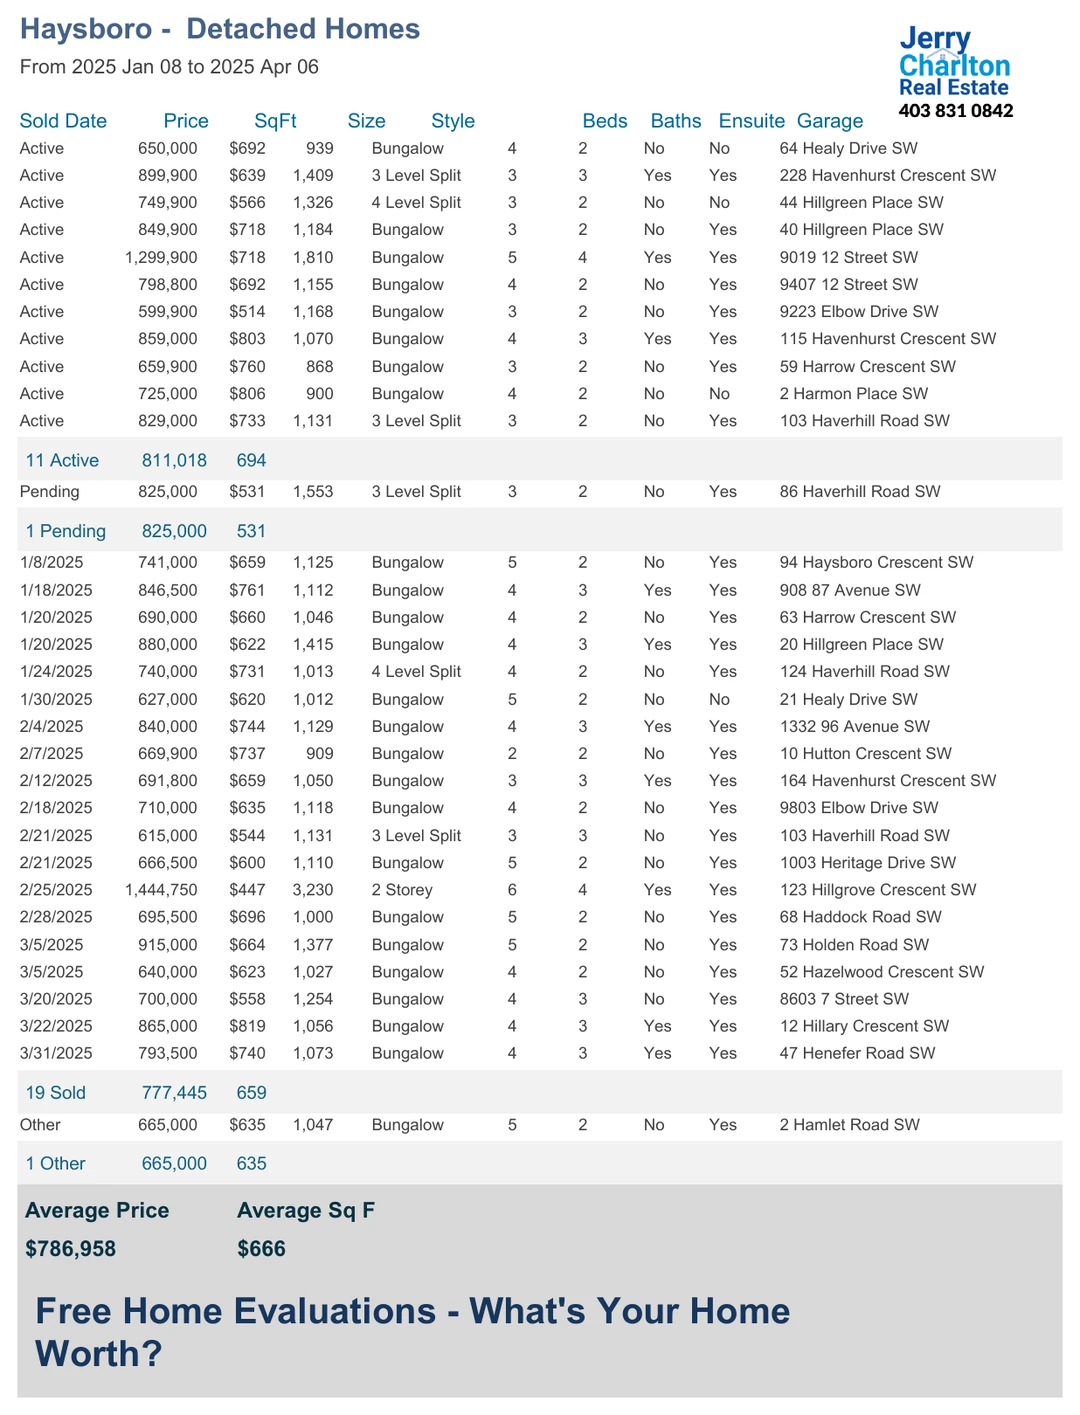 Haysboro -  Detached Homes
From 2025 Jan 08 to 2025 Apr 06
Jerry
Charlton
Real Estate
403 831 0842
Sold Date Price SqFt Size Style Beds Baths Ensuite Garage
Active 650,000 $692 939 Bungalow 4 2 No No 64 Healy Drive SW
Active 899,900 $639 1,409 3 Level Split 3 3 Yes Yes 228 Havenhurst Crescent SW
Active 749,900 $566 1,326 4 Level Split 3 2 No No 44 Hillgreen Place SW
Active 849,900 $718 1,184 Bungalow 3 2 No Yes 40 Hillgreen Place SW
Active 1,299,900 $718 1,810 Bungalow 5 4 Yes Yes 9019 12 Street SW
Active 798,800 $692 1,155 Bungalow 4 2 No Yes 9407 12 Street SW
Active 599,900 $514 1,168 Bungalow 3 2 No Yes 9223 Elbow Drive SW
Active 859,000 $803 1,070 Bungalow 4 3 Yes Yes 115 Havenhurst Crescent SW
Active 659,900 $760 868 Bungalow 3 2 No Yes 59 Harrow Crescent SW
Active 725,000 $806 900 Bungalow 4 2 No No 2 Harmon Place SW
Active 829,000 $733 1,131 3 Level Split 3 2 No Yes 103 Haverhill Road SW
11 Active 811,018 694
Pending 825,000 $531 1,553 3 Level Split 3 2 No Yes 86 Haverhill Road SW
1 Pending 825,000 531
1/8/2025 741,000 $659 1,125 Bungalow 5 2 No Yes 94 Haysboro Crescent SW
1/18/2025 846,500 $761 1,112 Bungalow 4 3 Yes Yes 908 87 Avenue SW
1/20/2025 690,000 $660 1,046 Bungalow 4 2 No Yes 63 Harrow Crescent SW
1/20/2025 880,000 $622 1,415 Bungalow 4 3 Yes Yes 20 Hillgreen Place SW
1/24/2025 740,000 $731 1,013 4 Level Split 4 2 No Yes 124 Haverhill Road SW
1/30/2025 627,000 $620 1,012 Bungalow 5 2 No No 21 Healy Drive SW
2/4/2025 840,000 $744 1,129 Bungalow 4 3 Yes Yes 1332 96 Avenue SW
2/7/2025 669,900 $737 909 Bungalow 2 2 No Yes 10 Hutton Crescent SW
2/12/2025 691,800 $659 1,050 Bungalow 3 3 Yes Yes 164 Havenhurst Crescent SW
2/18/2025 710,000 $635 1,118 Bungalow 4 2 No Yes 9803 Elbow Drive SW
2/21/2025 615,000 $544 1,131 3 Level Split 3 3 No Yes 103 Haverhill Road SW
2/21/2025 666,500 $600 1,110 Bungalow 5 2 No Yes 1003 Heritage Drive SW
2/25/2025 1,444,750 $447 3,230 2 Storey 6 4 Yes Yes 123 Hillgrove Crescent SW
2/28/2025 695,500 $696 1,000 Bungalow 5 2 No Yes 68 Haddock Road SW
3/5/2025 915,000 $664 1,377 Bungalow 5 2 No Yes 73 Holden Road SW
3/5/2025 640,000 $623 1,027 Bungalow 4 2 No Yes 52 Hazelwood Crescent SW
3/20/2025 700,000 $558 1,254 Bungalow 4 3 No Yes 8603 7 Street SW
3/22/2025 865,000 $819 1,056 Bungalow 4 3 Yes Yes 12 Hillary Crescent SW
3/31/2025 793,500 $740 1,073 Bungalow 4 3 Yes Yes 47 Henefer Road SW
19 Sold 777,445 659
Other 665,000 $635 1,047 Bungalow 5 2 No Yes 2 Hamlet Road SW
1 Other 665,000 635
Average Price Average Sq F
$786,958 $666
Free Home Evaluations - What's Your Home
Worth?